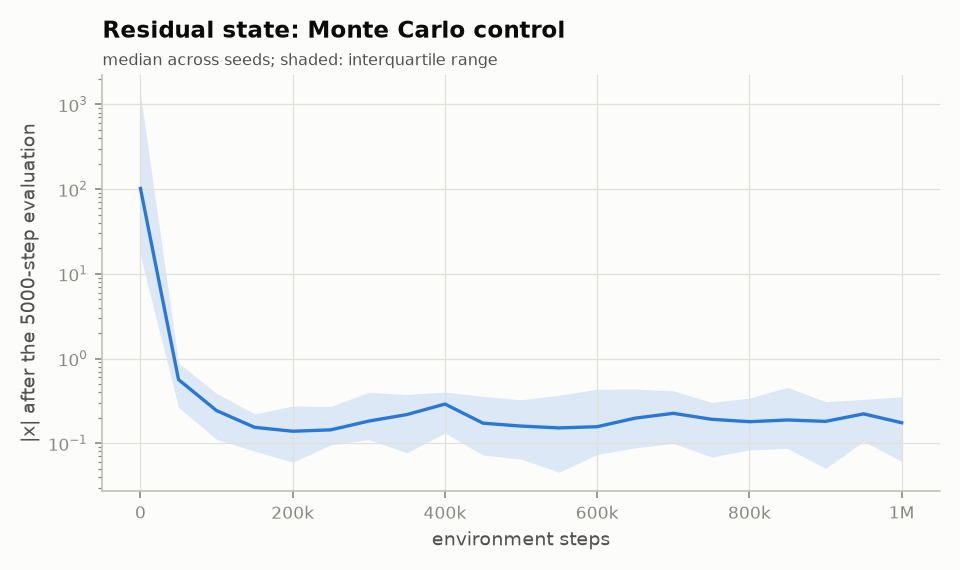 Residual state: Monte Carlo control
median across seeds; shaded: interquartile range
|x| after the 5000-step evaluation
10³
10²
10¹
10⁰
10⁻¹
0 200k 400k 600k 800k 1M
environment steps